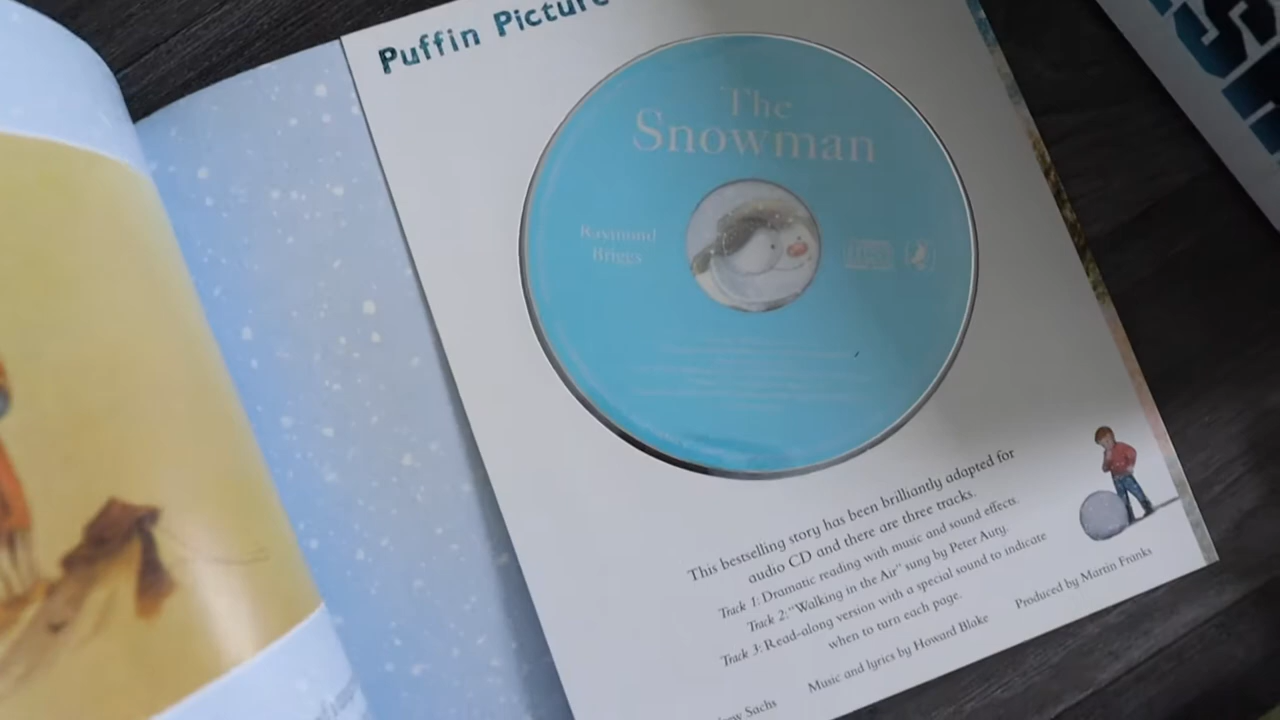 Puffin Picture
The
Snowman
Raymond
Briggs
This bestselling story has been brilliantly adapted for
audio CD and there are three tracks.
Track 1: Dramatic reading with music and sound effects.
Track 2: "Walking in the Air" sung by Peter Auty.
Track 3: Read-along version with a special sound to indicate
when to turn each page.
Sachs
Music and lyrics by Howard Blake
Produced by Martin Franks